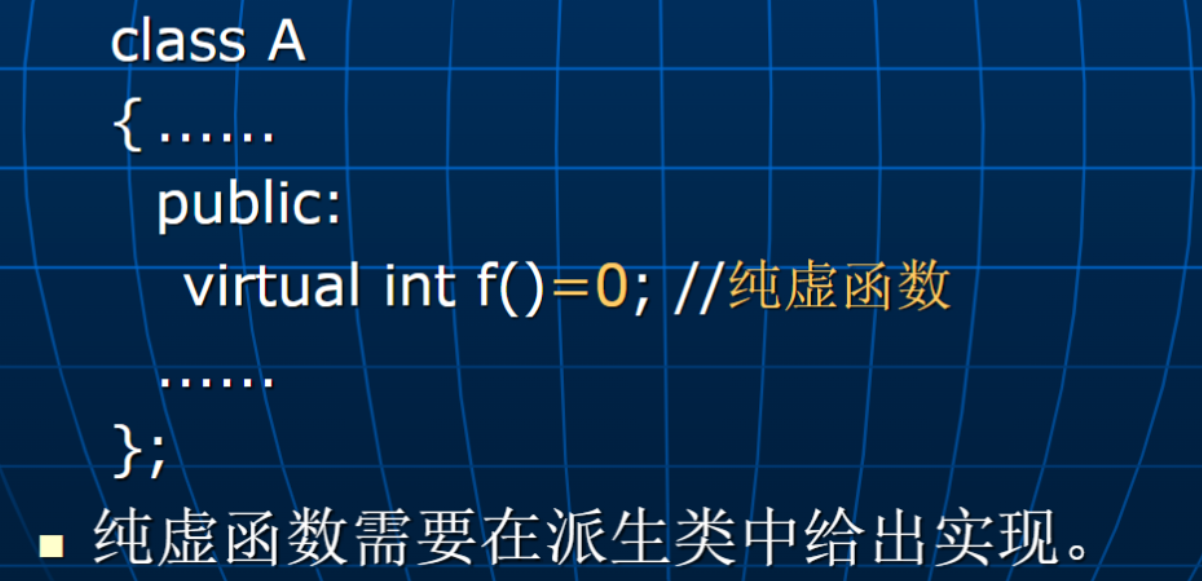 class A
{ ......
public:
virtual int f()=0; //纯虚函数
......
};
纯虚函数需要在派生类中给出实现。